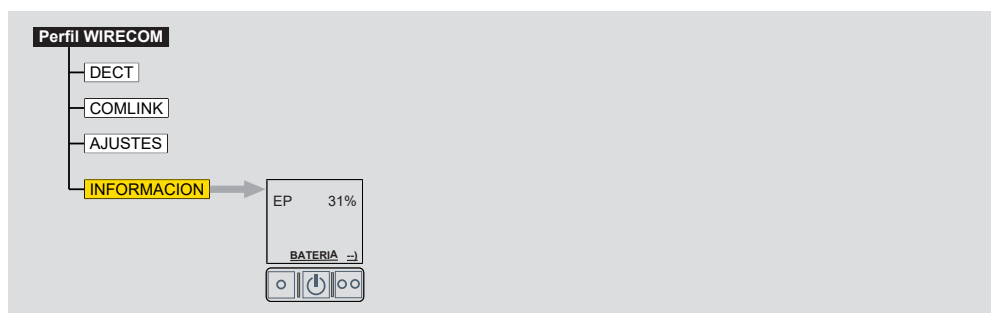 Perfil WIRECOM
DECT
COMLINK
AJUSTES
INFORMACION
EP 31%
BATERIA --)